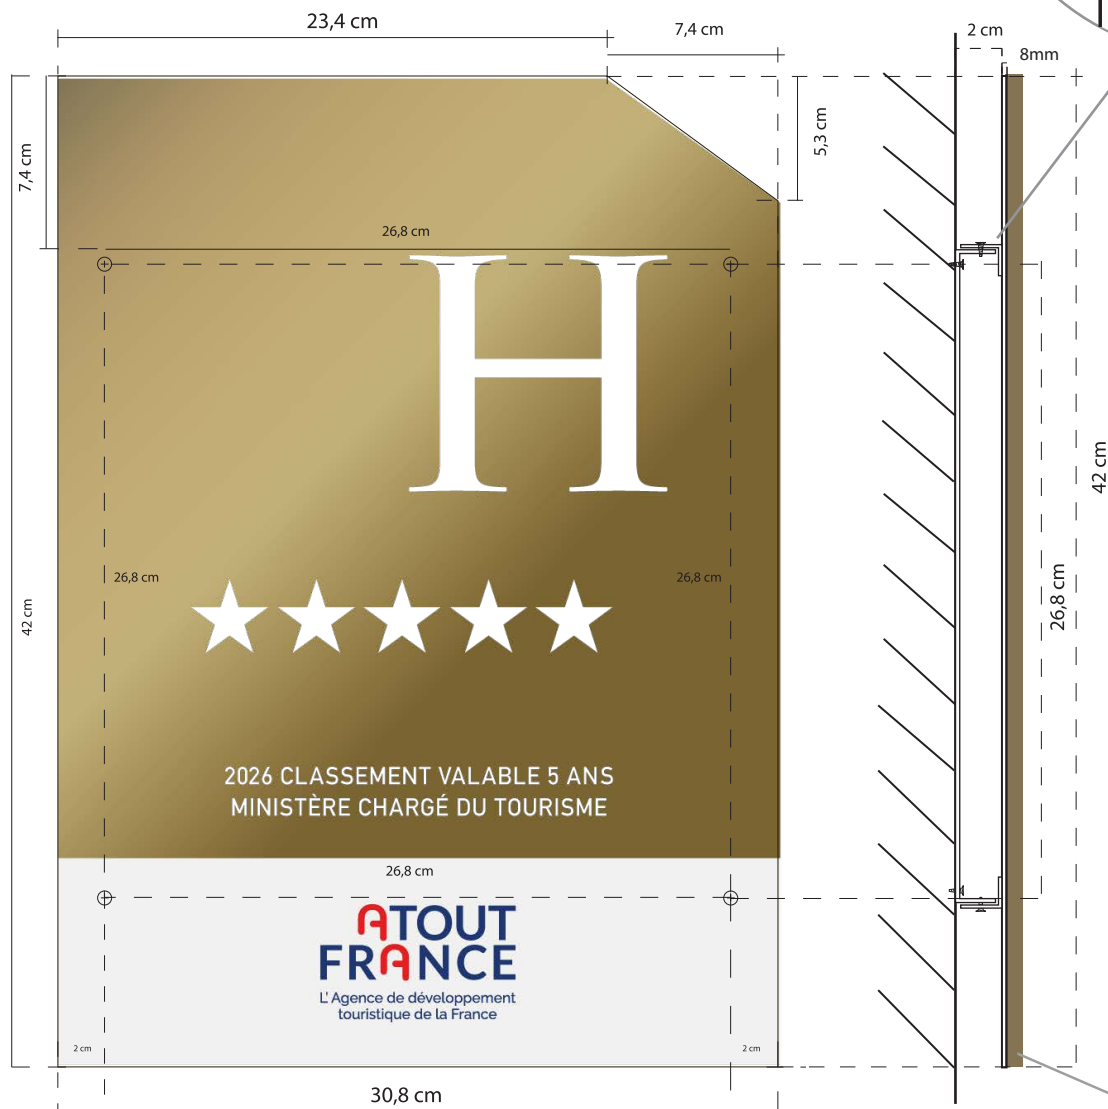 23,4 cm
7,4 cm
2 cm
8mm
7,4 cm
5,3 cm
26,8 cm
H
26,8 cm
26,8 cm
42 cm
26,8 cm
42 cm
2026 CLASSEMENT VALABLE 5 ANS
MINISTÈRE CHARGÉ DU TOURISME
26,8 cm
ATOUT
FRANCE
L'Agence de développement
touristique de la France
2 cm
2 cm
30,8 cm